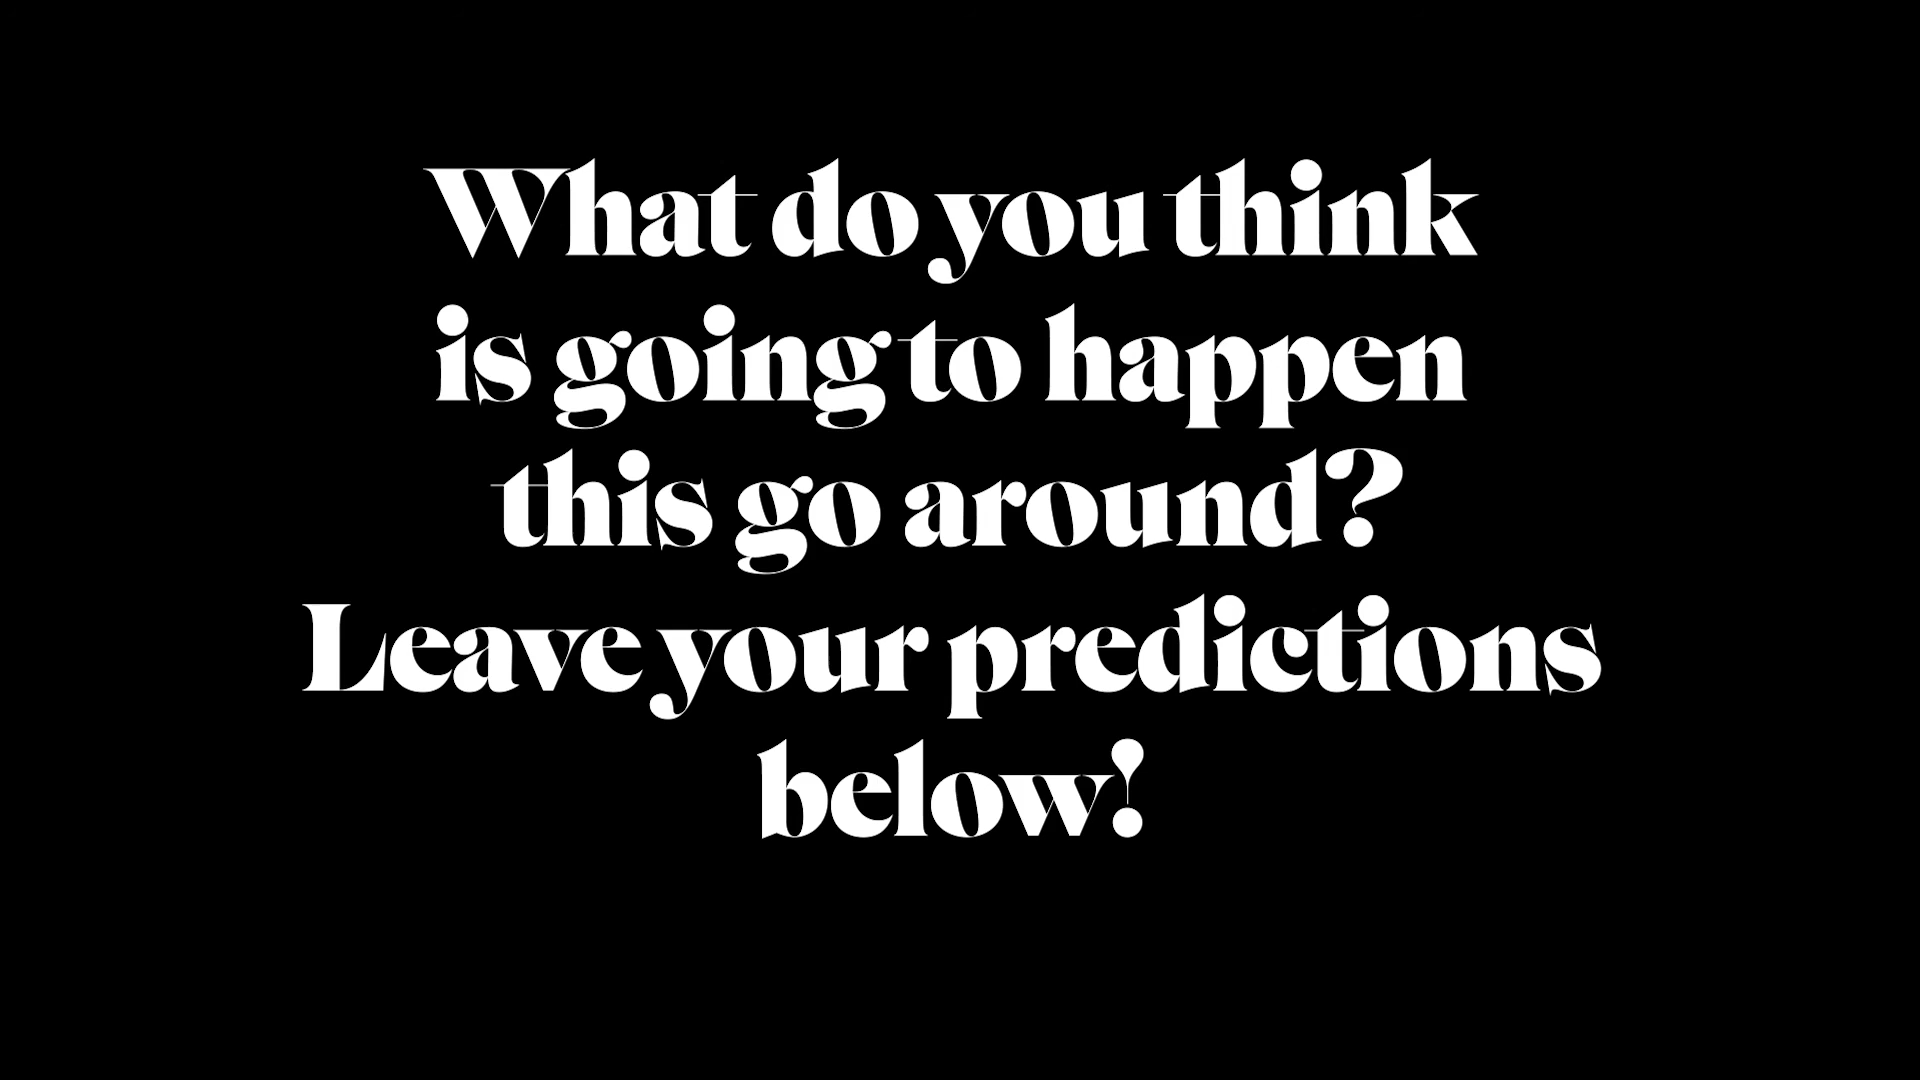 What do you think
is going to happen
this go around?
Leave your predictions
below!